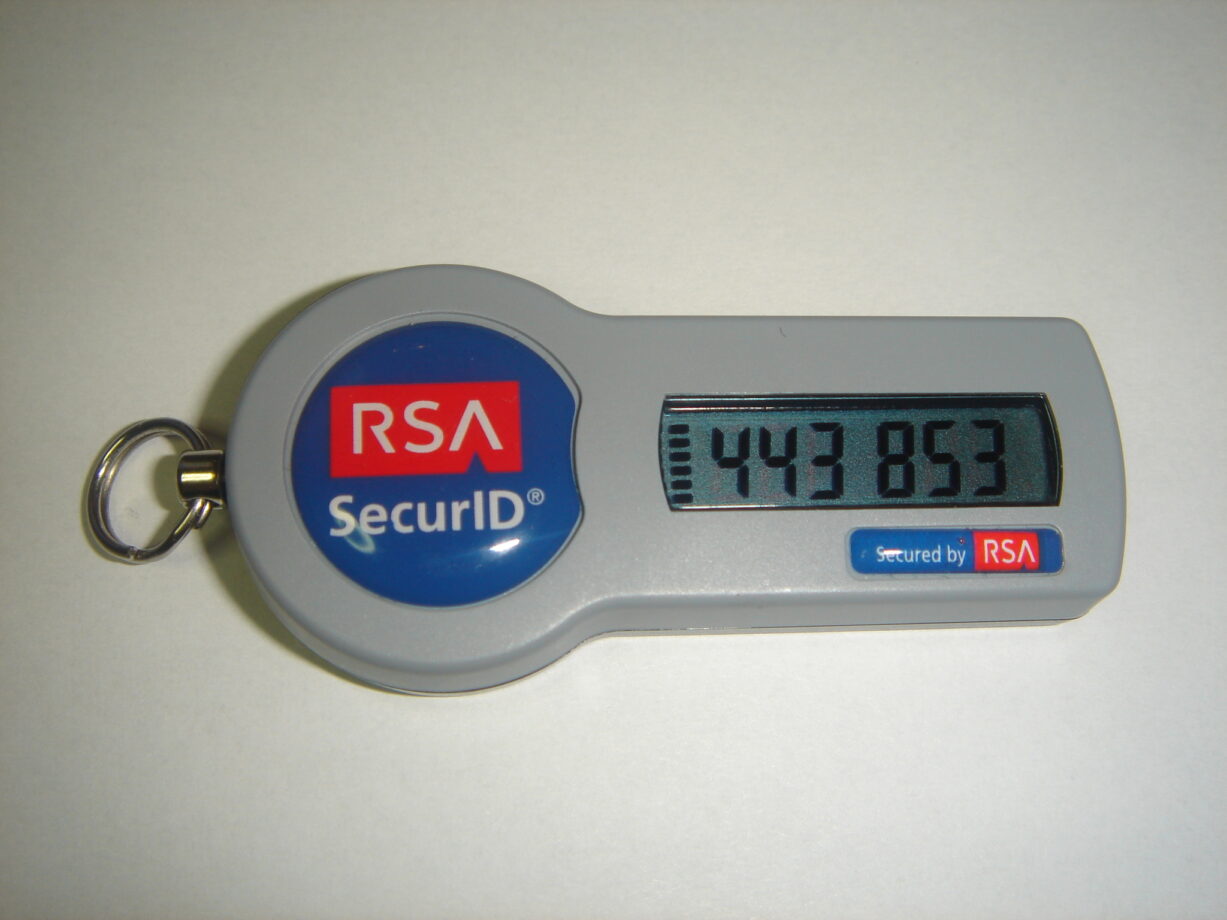 RSA
SecurID®
443 853
Secured by RSA